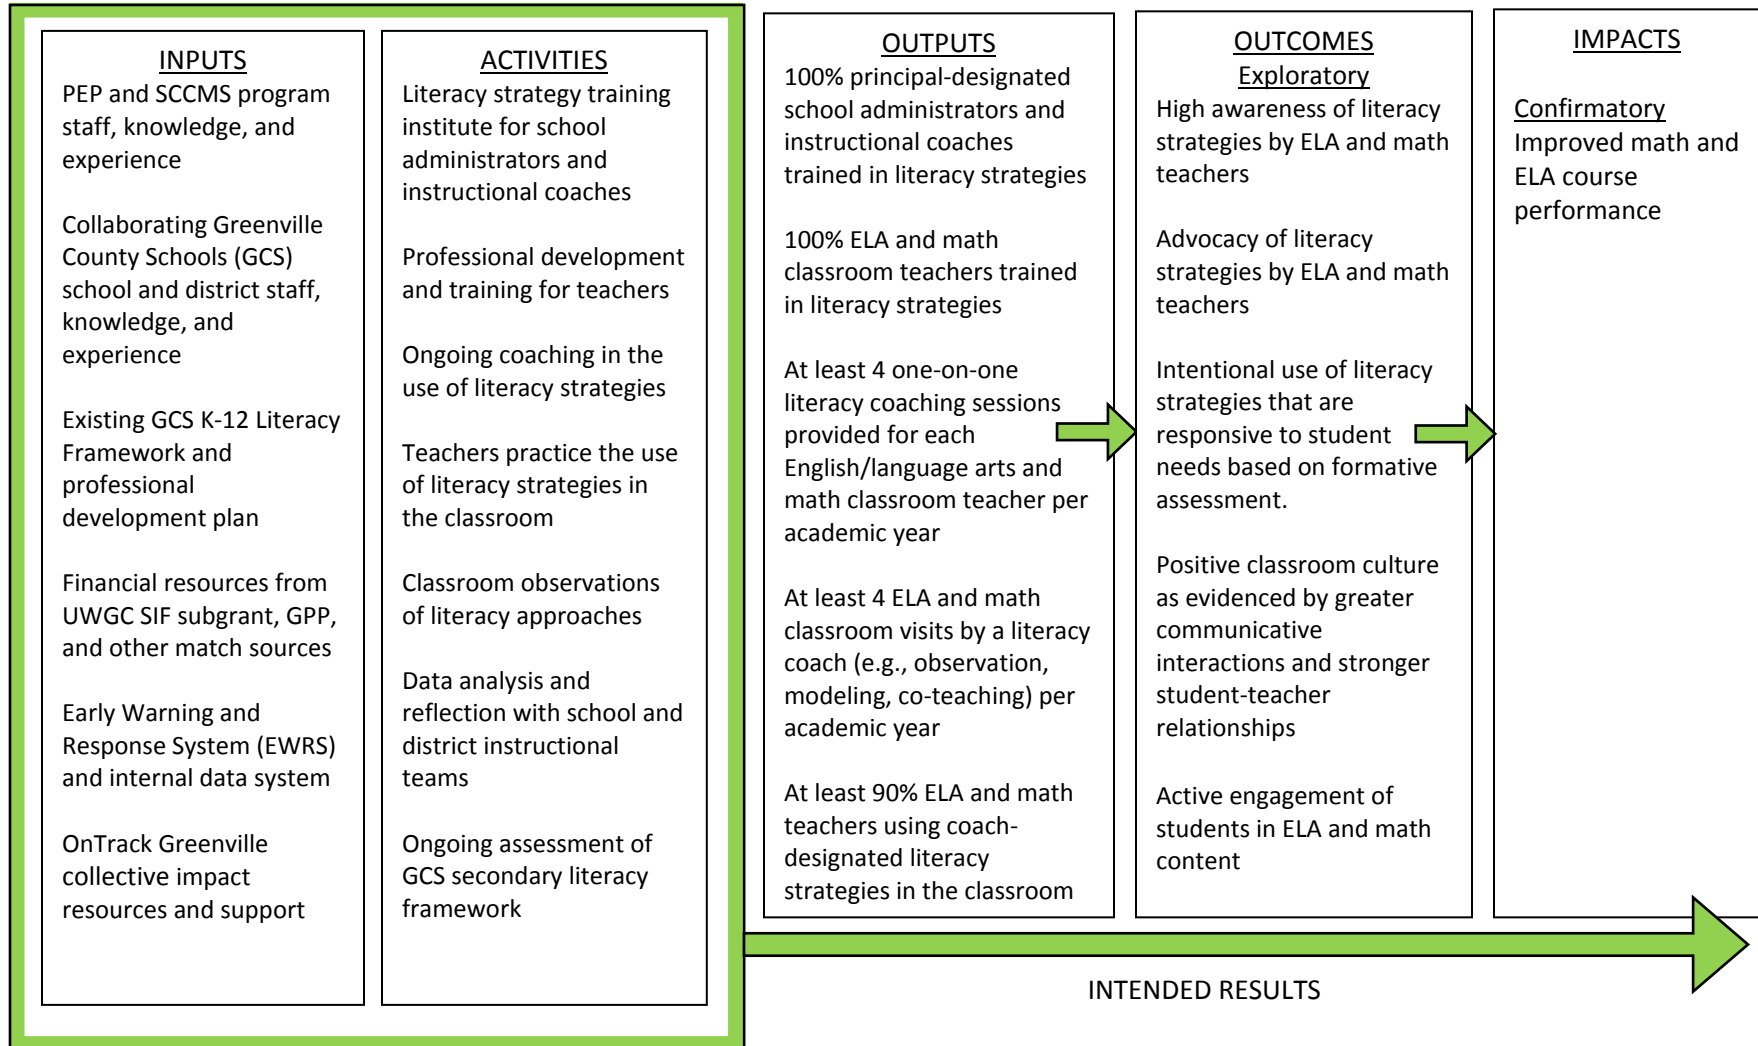 INPUTS
PEP and SCCMS program
staff, knowledge, and
experience
Collaborating Greenville
County Schools (GCS)
school and district staff,
knowledge, and
experience
Existing GCS K-12 Literacy
Framework and
professional
development plan
Financial resources from
UWGC SIF subgrant, GPP,
and other match sources
Early Warning and
Response System (EWRS)
and internal data system
OnTrack Greenville
collective impact
resources and support
ACTIVITIES
Literacy strategy training
institute for school
administrators and
instructional coaches
Professional development
and training for teachers
Ongoing coaching in the
use of literacy strategies
Teachers practice the use
of literacy strategies in
the classroom
Classroom observations
of literacy approaches
Data analysis and
reflection with school and
district instructional
teams
Ongoing assessment of
GCS secondary literacy
framework
OUTPUTS
100% principal-designated
school administrators and
instructional coaches
trained in literacy strategies
100% ELA and math
classroom teachers trained
in literacy strategies
At least 4 one-on-one
literacy coaching sessions
provided for each
English/language arts and
math classroom teacher per
academic year
At least 4 ELA and math
classroom visits by a literacy
coach (e.g., observation,
modeling, co-teaching) per
academic year
At least 90% ELA and math
teachers using coach-
designated literacy
strategies in the classroom
OUTCOMES
Exploratory
High awareness of literacy
strategies by ELA and math
teachers
Advocacy of literacy
strategies by ELA and math
teachers
Intentional use of literacy
strategies that are
responsive to student
needs based on formative
assessment.
Positive classroom culture
as evidenced by greater
communicative
interactions and stronger
student-teacher
relationships
Active engagement of
students in ELA and math
content
IMPACTS
Confirmatory
Improved math and
ELA course
performance
INTENDED RESULTS